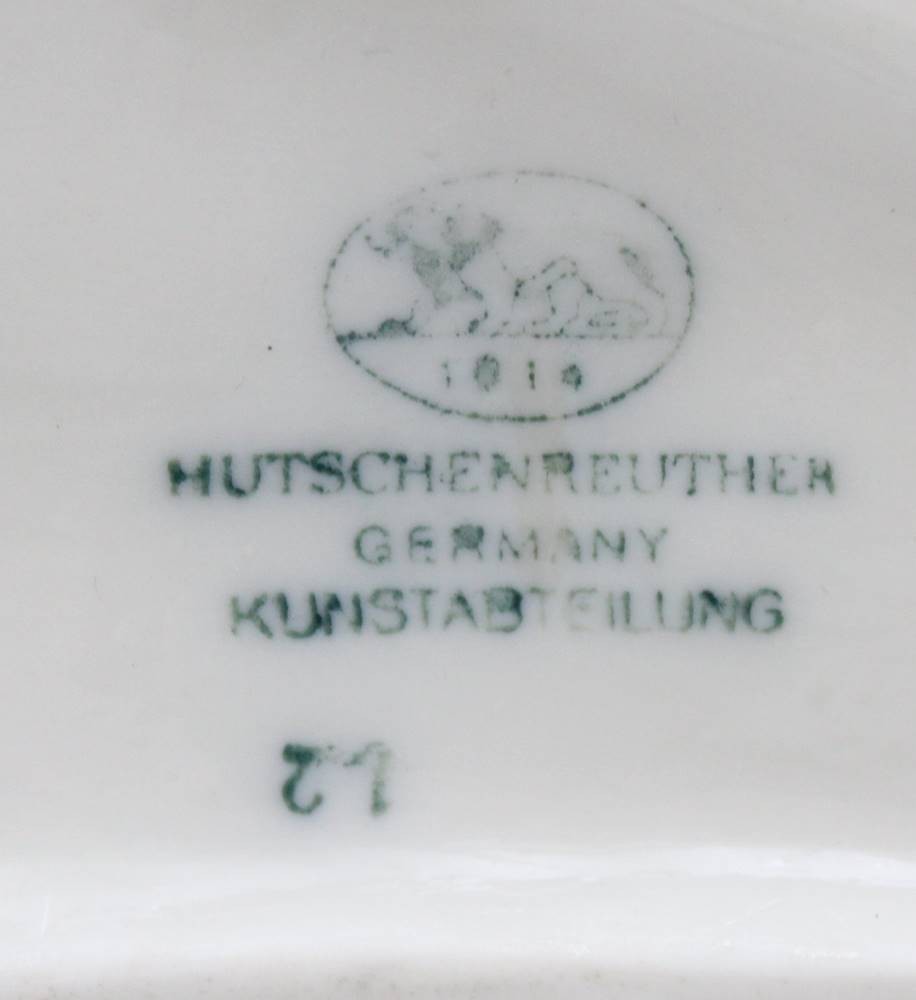 1814
HUTSCHENREUTHER
GERMANY
KUNSTABTEILUNG